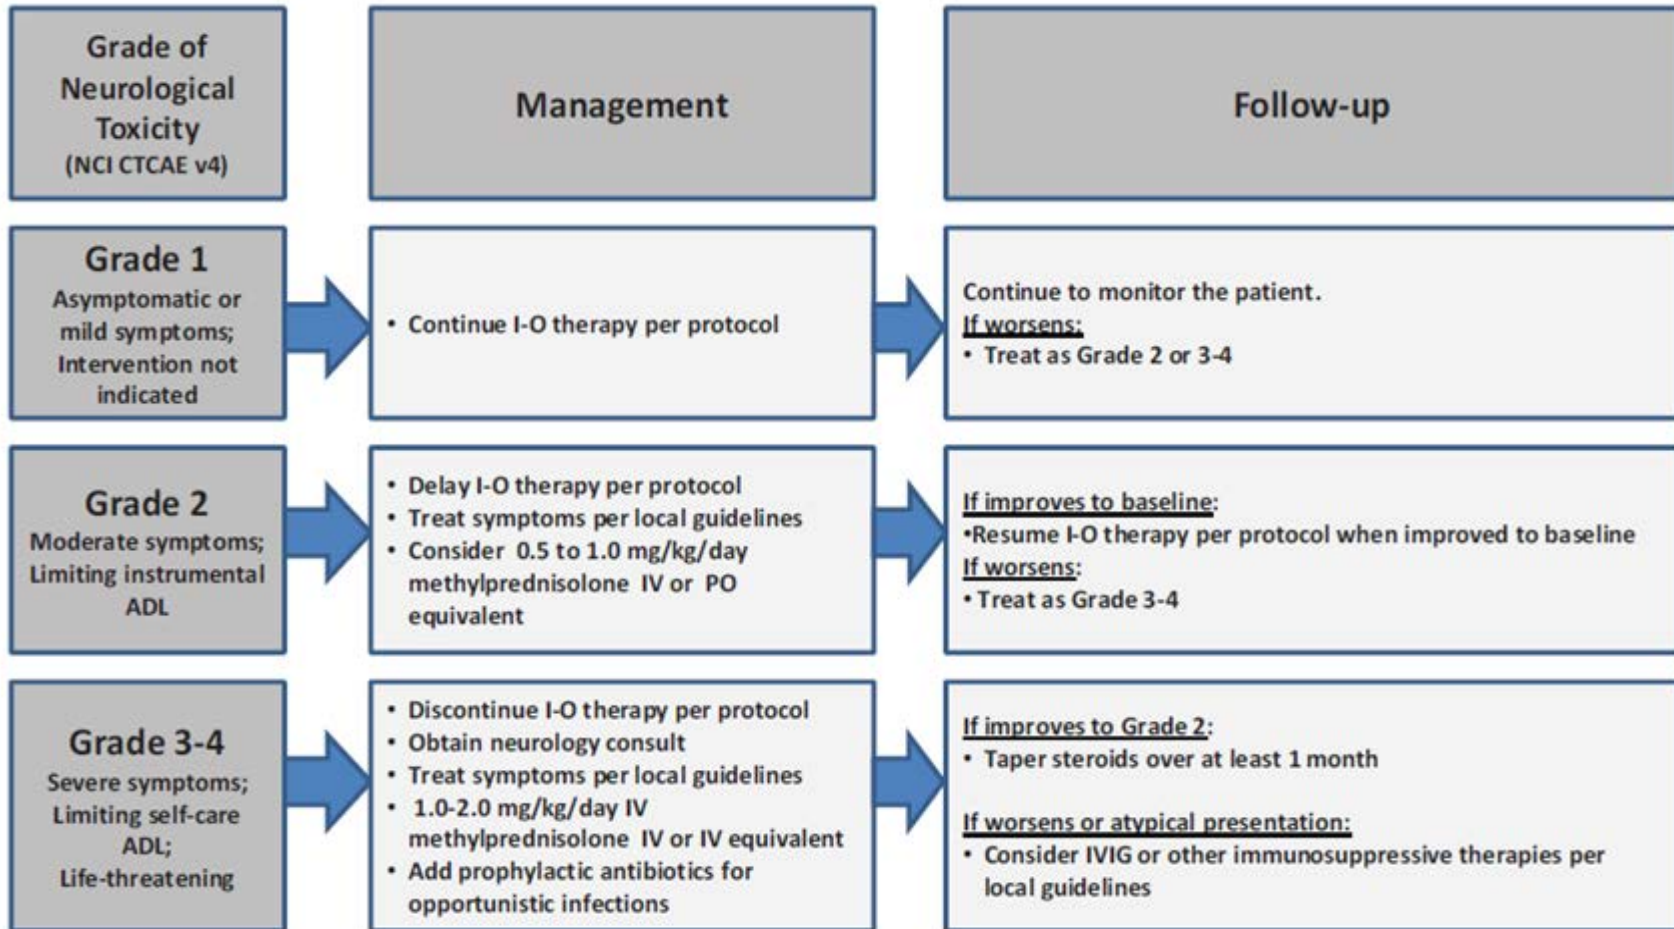 Grade of
Neurological
Toxicity
(NCI CTCAE v4)
Management
Follow-up
Grade 1
Asymptomatic or
mild symptoms;
Intervention not
indicated
• Continue I-O therapy per protocol
Continue to monitor the patient.
If worsens:
• Treat as Grade 2 or 3-4
Grade 2
Moderate symptoms;
Limiting instrumental
ADL
• Delay I-O therapy per protocol
• Treat symptoms per local guidelines
• Consider 0.5 to 1.0 mg/kg/day
methylprednisolone IV or PO
equivalent
If improves to baseline:
•Resume I-O therapy per protocol when improved to baseline
If worsens:
• Treat as Grade 3-4
Grade 3-4
Severe symptoms;
Limiting self-care
ADL;
Life-threatening
• Discontinue I-O therapy per protocol
• Obtain neurology consult
• Treat symptoms per local guidelines
• 1.0-2.0 mg/kg/day IV
methylprednisolone IV or IV equivalent
• Add prophylactic antibiotics for
opportunistic infections
If improves to Grade 2:
• Taper steroids over at least 1 month
If worsens or atypical presentation:
• Consider IVIG or other immunosuppressive therapies per
local guidelines